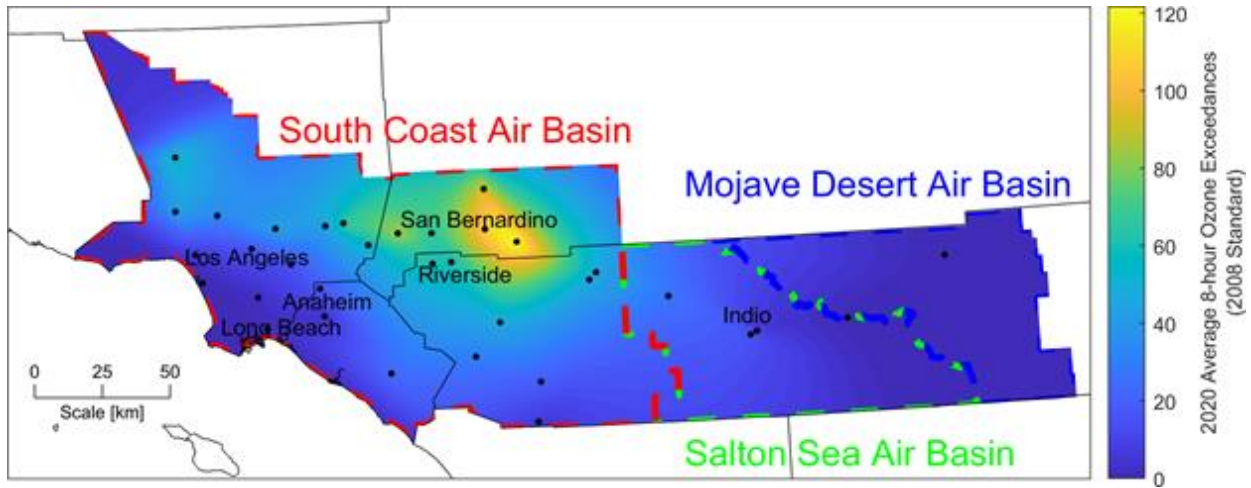 South Coast Air Basin
Mojave Desert Air Basin
San Bernardino
Los Angeles
Riverside
Anaheim
Long Beach
Indio
Salton Sea Air Basin
0 25 50
Scale [km]
120
100
80
60
40
20
0
2020 Average 8-hour Ozone Exceedances
(2008 Standard)